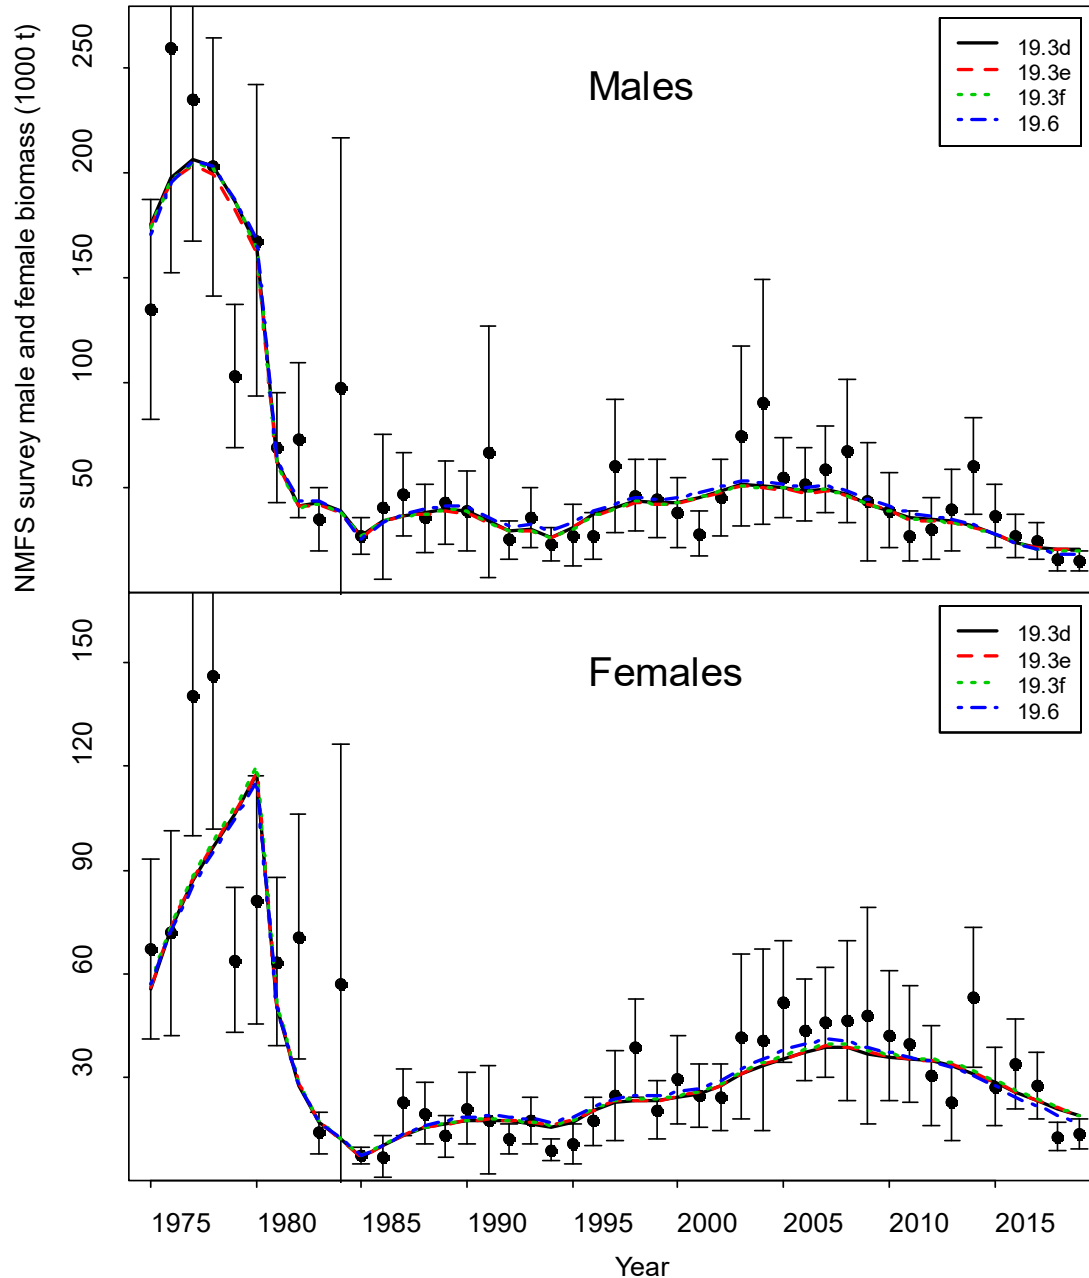 NMFS survey male and female biomass (1000 t)
250
200
150
100
50
Males
19.3d
19.3e
19.3f
19.6
150
120
90
60
30
Females
19.3d
19.3e
19.3f
19.6
1975 1980 1985 1990 1995 2000 2005 2010 2015
Year